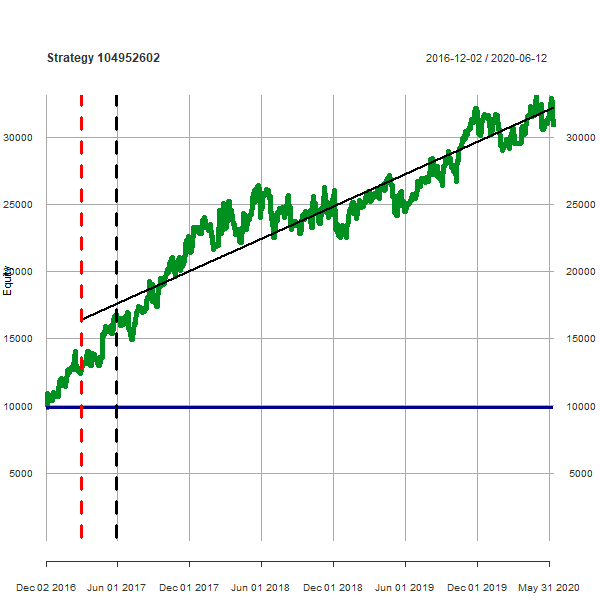 Strategy 104952602 2016-12-02 / 2020-06-12
30000 30000
25000 25000
Equity
20000 20000
15000 15000
10000 10000
5000 5000
Dec 02 2016 Jun 01 2017 Dec 01 2017 Jun 01 2018 Dec 01 2018 Jun 01 2019 Dec 01 2019 May 31 2020